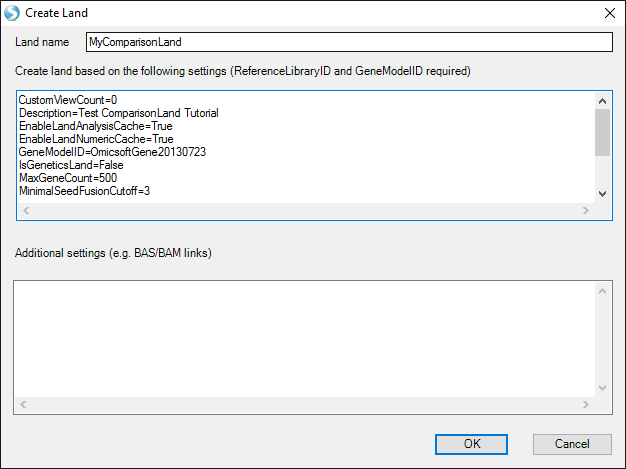 Create Land
Land name MyComparisonLand
Create land based on the following settings (ReferenceLibraryID and GeneModelID required)
CustomViewCount=0
Description=Test ComparisonLand Tutorial
EnableLandAnalysisCache=True
EnableLandNumericCache=True
GeneModelID=OmicsoftGene20130723
IsGeneticsLand=False
MaxGeneCount=500
MinimalSeedFusionCutoff=3
Additional settings (e.g. BAS/BAM links)
OK Cancel